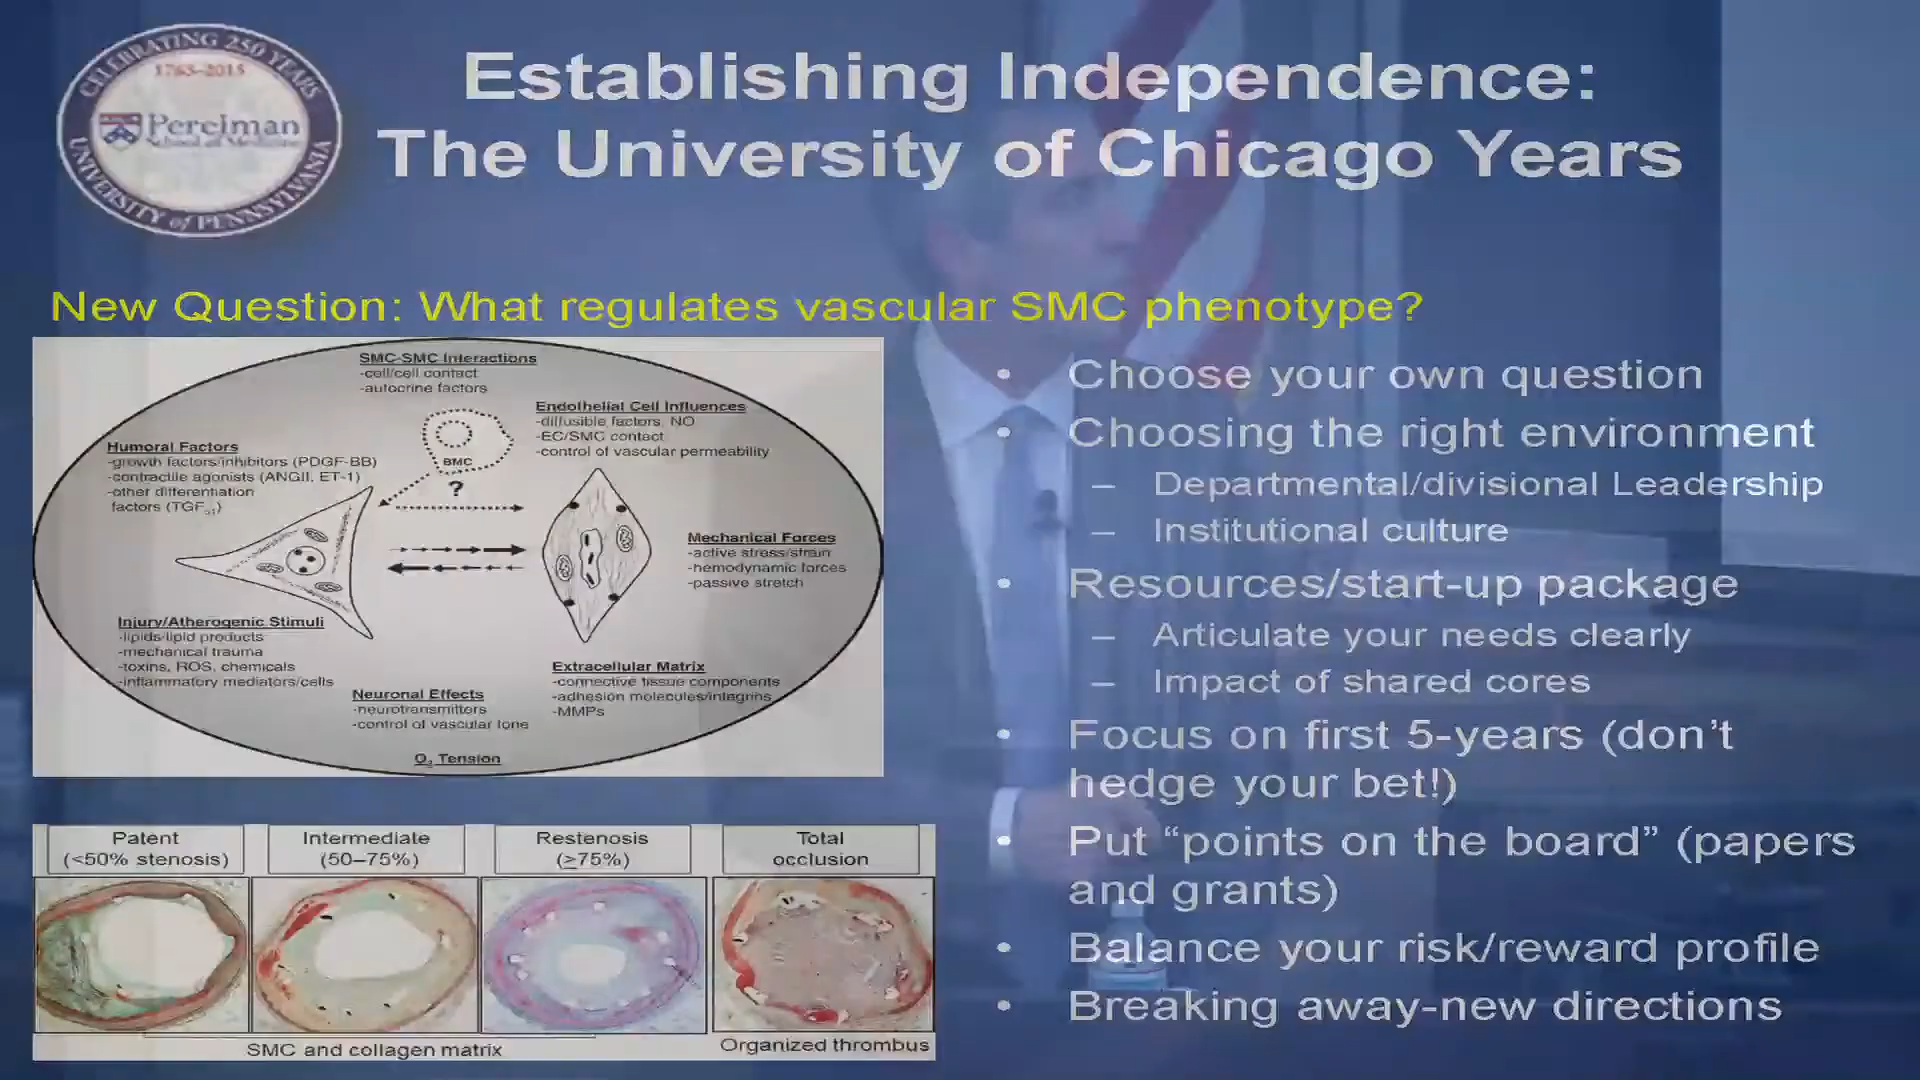 CELEBRATING 250 YEARS
1765-2015
Perelman
School of Medicine
UNIVERSITY of PENNSYLVANIA
Establishing Independence:
The University of Chicago Years
New Question: What regulates vascular SMC phenotype?
SMC-SMC Interactions
-cell/cell contact
-autocrine factors
Endothelial Cell Influences
-diffusible factors, NO
-EC/SMC contact
-control of vascular permeability
Humoral Factors
-growth factors/inhibitors (PDGF-BB)
-contractile agonists (ANGII, ET-1)
-other differentiation
factors (TGFβ1)
BMC
?
Mechanical Forces
-active stress/strain
-hemodynamic forces
-passive stretch
Injury/Atherogenic Stimuli
-lipids/lipid products
-mechanical trauma
-toxins, ROS, chemicals
-inflammatory mediators/cells
Extracellular Matrix
-connective tissue components
-adhesion molecules/integrins
-MMPs
Neuronal Effects
-neurotransmitters
-control of vascular tone
O2 Tension
Patent
(<50% stenosis)
Intermediate
(50–75%)
Restenosis
(≥75%)
Total
occlusion
SMC and collagen matrix
Organized thrombus
• Choose your own question
• Choosing the right environment
– Departmental/divisional Leadership
– Institutional culture
• Resources/start-up package
– Articulate your needs clearly
– Impact of shared cores
• Focus on first 5-years (don't
hedge your bet!)
• Put “points on the board” (papers
and grants)
• Balance your risk/reward profile
• Breaking away-new directions